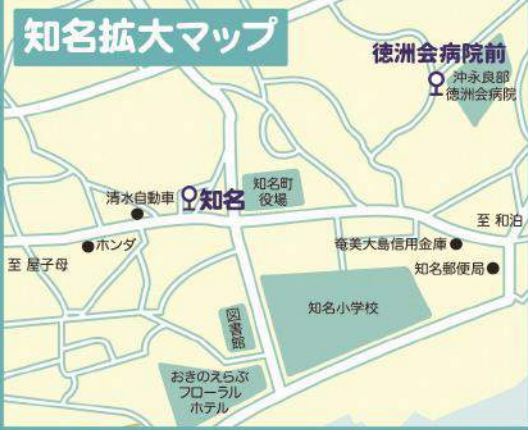 知名拡大マップ
徳洲会病院前
沖永良部
徳洲会病院
知名町
役場
清水自動車
知名
至 和泊
ホンダ
奄美大島信用金庫
至 屋子母
知名郵便局
知名小学校
図書館
おきのえらぶ
フローラル
ホテル